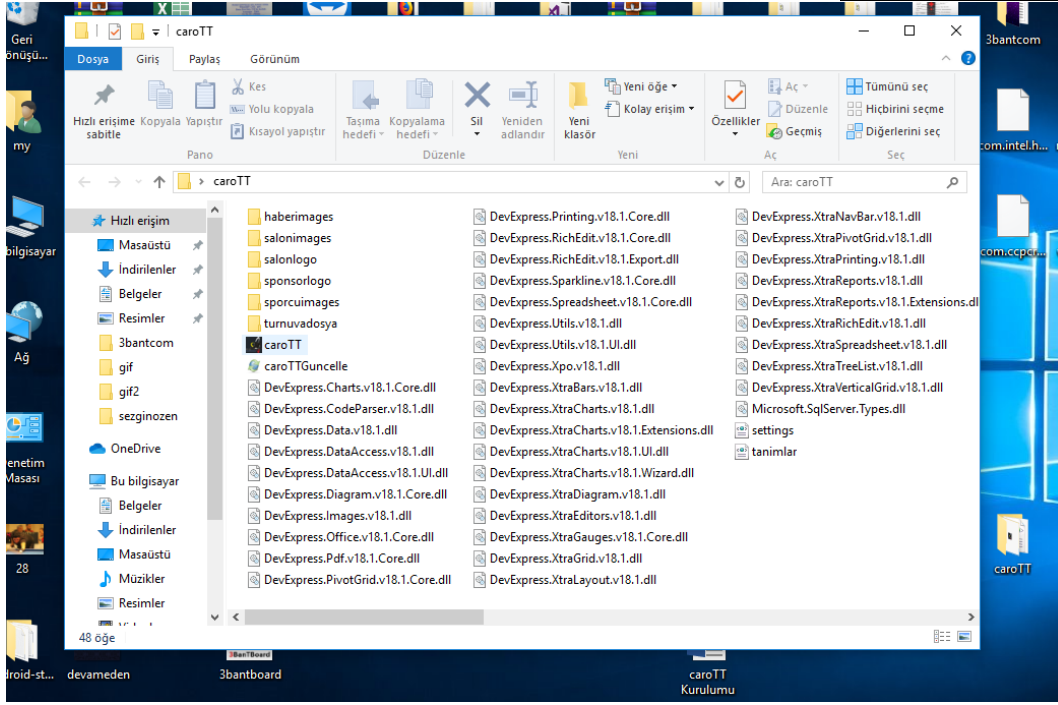 caroTT
Dosya Giriş Paylaş Görünüm
Hızlı erişime sabitle
Kopyala
Yapıştır
Kes
Yolu kopyala
Kısayol yapıştır
Pano
Taşıma hedefi
Kopyalama hedefi
Sil
Yeniden adlandır
Düzenle
Yeni klasör
Yeni öğe
Kolay erişim
Yeni
Özellikler
Aç
Düzenle
Geçmiş
Aç
Tümünü seç
Hiçbirini seçme
Diğerlerini seç
Seç
caroTT
Ara: caroTT
Hızlı erişim
Masaüstü
İndirilenler
Belgeler
Resimler
3bantcom
gif
gif2
sezginozen
OneDrive
Bu bilgisayar
Belgeler
İndirilenler
Masaüstü
Müzikler
Resimler
haberimages
salonimages
salonlogo
sponsorlogo
sporcuimages
turnuvadosya
caroTT
caroTTGuncelle
DevExpress.Charts.v18.1.Core.dll
DevExpress.CodeParser.v18.1.dll
DevExpress.Data.v18.1.dll
DevExpress.DataAccess.v18.1.dll
DevExpress.DataAccess.v18.1.UI.dll
DevExpress.Diagram.v18.1.Core.dll
DevExpress.Images.v18.1.dll
DevExpress.Office.v18.1.Core.dll
DevExpress.Pdf.v18.1.Core.dll
DevExpress.PivotGrid.v18.1.Core.dll
DevExpress.Printing.v18.1.Core.dll
DevExpress.RichEdit.v18.1.Core.dll
DevExpress.RichEdit.v18.1.Export.dll
DevExpress.Sparkline.v18.1.Core.dll
DevExpress.Spreadsheet.v18.1.Core.dll
DevExpress.Utils.v18.1.dll
DevExpress.Utils.v18.1.UI.dll
DevExpress.Xpo.v18.1.dll
DevExpress.XtraBars.v18.1.dll
DevExpress.XtraCharts.v18.1.dll
DevExpress.XtraCharts.v18.1.Extensions.dll
DevExpress.XtraCharts.v18.1.UI.dll
DevExpress.XtraCharts.v18.1.Wizard.dll
DevExpress.XtraDiagram.v18.1.dll
DevExpress.XtraEditors.v18.1.dll
DevExpress.XtraGauges.v18.1.Core.dll
DevExpress.XtraGrid.v18.1.dll
DevExpress.XtraLayout.v18.1.dll
DevExpress.XtraNavBar.v18.1.dll
DevExpress.XtraPivotGrid.v18.1.dll
DevExpress.XtraPrinting.v18.1.dll
DevExpress.XtraReports.v18.1.dll
DevExpress.XtraReports.v18.1.Extensions.dl
DevExpress.XtraRichEdit.v18.1.dll
DevExpress.XtraSpreadsheet.v18.1.dll
DevExpress.XtraTreeList.v18.1.dll
DevExpress.XtraVerticalGrid.v18.1.dll
Microsoft.SqlServer.Types.dll
settings
tanimlar
48 öğe
Geri
önüşü...
my
bilgisayar
Ağ
enetim
Masası
28
droid-st...
devameden
3BanTBoard
3bantboard
caroTT
Kurulumu
3bantcom
com.intel.h...
com.ccpcr...
caroTT